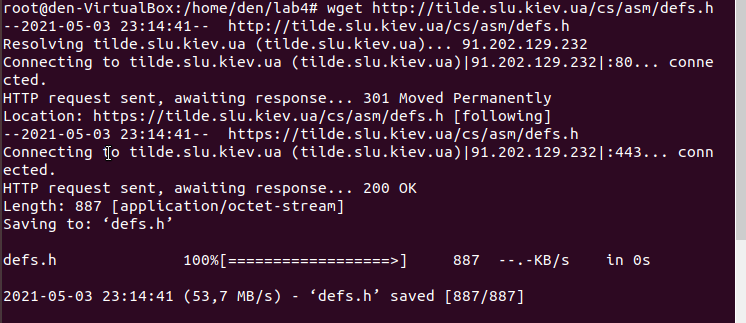 root@den-VirtualBox:/home/den/lab4# wget http://tilde.slu.kiev.ua/cs/asm/defs.h
--2021-05-03 23:14:41--  http://tilde.slu.kiev.ua/cs/asm/defs.h
Resolving tilde.slu.kiev.ua (tilde.slu.kiev.ua)... 91.202.129.232
Connecting to tilde.slu.kiev.ua (tilde.slu.kiev.ua)|91.202.129.232|:80... conne
cted.
HTTP request sent, awaiting response... 301 Moved Permanently
Location: https://tilde.slu.kiev.ua/cs/asm/defs.h [following]
--2021-05-03 23:14:41--  https://tilde.slu.kiev.ua/cs/asm/defs.h
Connecting to tilde.slu.kiev.ua (tilde.slu.kiev.ua)|91.202.129.232|:443... conn
ected.
HTTP request sent, awaiting response... 200 OK
Length: 887 [application/octet-stream]
Saving to: ‘defs.h’
defs.h              100%[==================>]     887  --.-KB/s    in 0s
2021-05-03 23:14:41 (53,7 MB/s) - ‘defs.h’ saved [887/887]